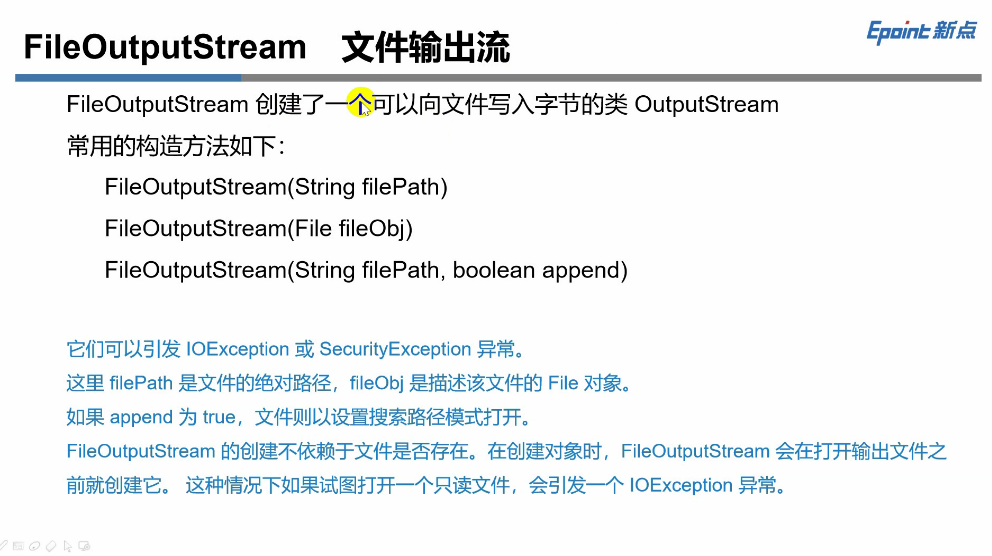 Epoint 新点
FileOutputStream 文件输出流
FileOutputStream 创建了一个可以向文件写入字节的类 OutputStream
常用的构造方法如下：
FileOutputStream(String filePath)
FileOutputStream(File fileObj)
FileOutputStream(String filePath, boolean append)
它们可以引发 IOException 或 SecurityException 异常。
这里 filePath 是文件的绝对路径，fileObj 是描述该文件的 File 对象。
如果 append 为 true，文件则以设置搜索路径模式打开。
FileOutputStream 的创建不依赖于文件是否存在。在创建对象时，FileOutputStream 会在打开输出文件之
前就创建它。 这种情况下如果试图打开一个只读文件，会引发一个 IOException 异常。